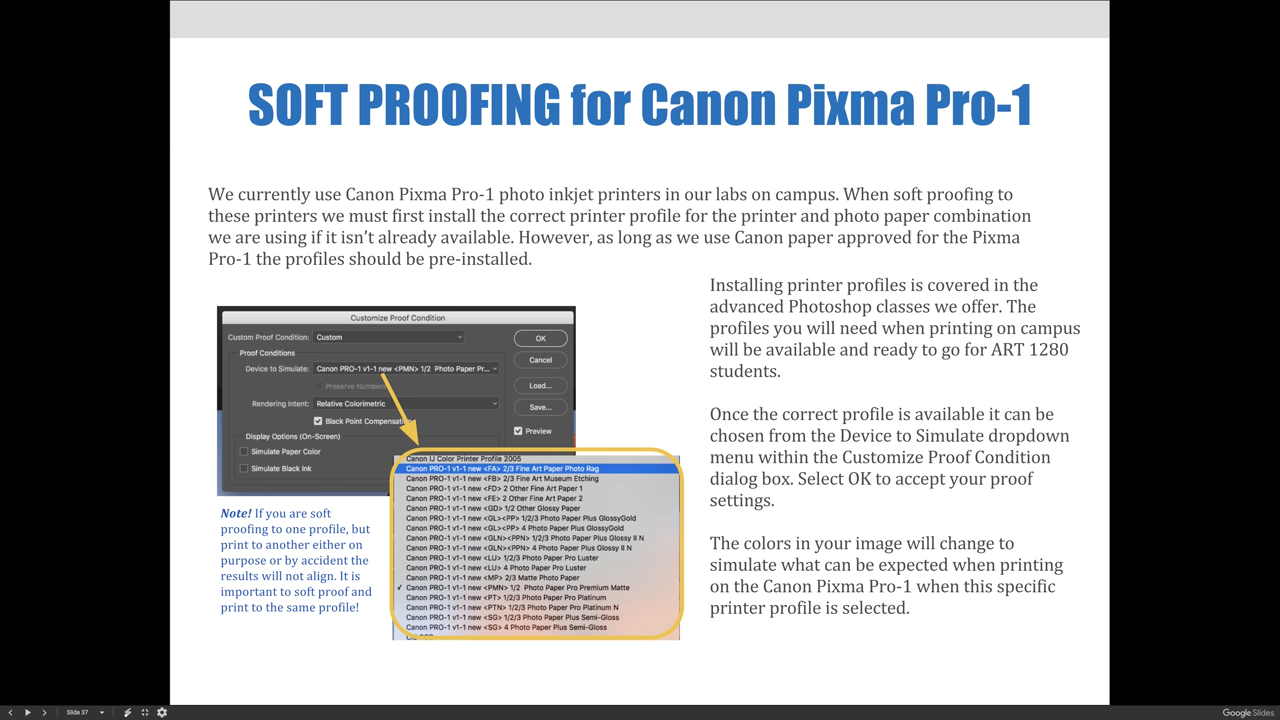 SOFT PROOFING for Canon Pixma Pro-1
We currently use Canon Pixma Pro-1 photo inkjet printers in our labs on campus. When soft proofing to
these printers we must first install the correct printer profile for the printer and photo paper combination
we are using if it isn't already available. However, as long as we use Canon paper approved for the Pixma
Pro-1 the profiles should be pre-installed.
Customize Proof Condition
Custom Proof Condition: Custom
OK
Proof Conditions
Cancel
Device to Simulate: Canon PRO-1 v1-1 new <PMN> 1/2 Photo Paper Pr...
Preserve Numbers
Load...
Rendering Intent: Relative Colorimetric
Save...
Black Point Compensation
Preview
Display Options (On-Screen)
Simulate Paper Color
Simulate Black Ink
Canon IJ Color Printer Profile 2005
Canon PRO-1 v1-1 new <FA> 2/3 Fine Art Paper Photo Rag
Canon PRO-1 v1-1 new <FB> 2/3 Fine Art Museum Etching
Canon PRO-1 v1-1 new <FD> 2 Other Fine Art Paper 1
Canon PRO-1 v1-1 new <FE> 2 Other Fine Art Paper 2
Canon PRO-1 v1-1 new <GD> 1/2 Other Glossy Paper
Canon PRO-1 v1-1 new <GL><PP> 1/2/3 Photo Paper Plus GlossyGold
Canon PRO-1 v1-1 new <GL><PP> 4 Photo Paper Plus GlossyGold
Canon PRO-1 v1-1 new <GLN><PPN> 1/2/3 Photo Paper Plus Glossy II N
Canon PRO-1 v1-1 new <GLN><PPN> 4 Photo Paper Plus Glossy II N
Canon PRO-1 v1-1 new <LU> 1/2/3 Photo Paper Pro Luster
Canon PRO-1 v1-1 new <LU> 4 Photo Paper Pro Luster
Canon PRO-1 v1-1 new <MP> 2/3 Matte Photo Paper
✓ Canon PRO-1 v1-1 new <PMN> 1/2 Photo Paper Pro Premium Matte
Canon PRO-1 v1-1 new <PT> 1/2/3 Photo Paper Pro Platinum
Canon PRO-1 v1-1 new <PTN> 1/2/3 Photo Paper Pro Platinum N
Canon PRO-1 v1-1 new <SG> 1/2/3 Photo Paper Plus Semi-Gloss
Canon PRO-1 v1-1 new <SG> 4 Photo Paper Plus Semi-Gloss
Note! If you are soft
proofing to one profile, but
print to another either on
purpose or by accident the
results will not align. It is
important to soft proof and
print to the same profile!
Installing printer profiles is covered in the
advanced Photoshop classes we offer. The
profiles you will need when printing on campus
will be available and ready to go for ART 1280
students.
Once the correct profile is available it can be
chosen from the Device to Simulate dropdown
menu within the Customize Proof Condition
dialog box. Select OK to accept your proof
settings.
The colors in your image will change to
simulate what can be expected when printing
on the Canon Pixma Pro-1 when this specific
printer profile is selected.
Slide 37
Google Slides